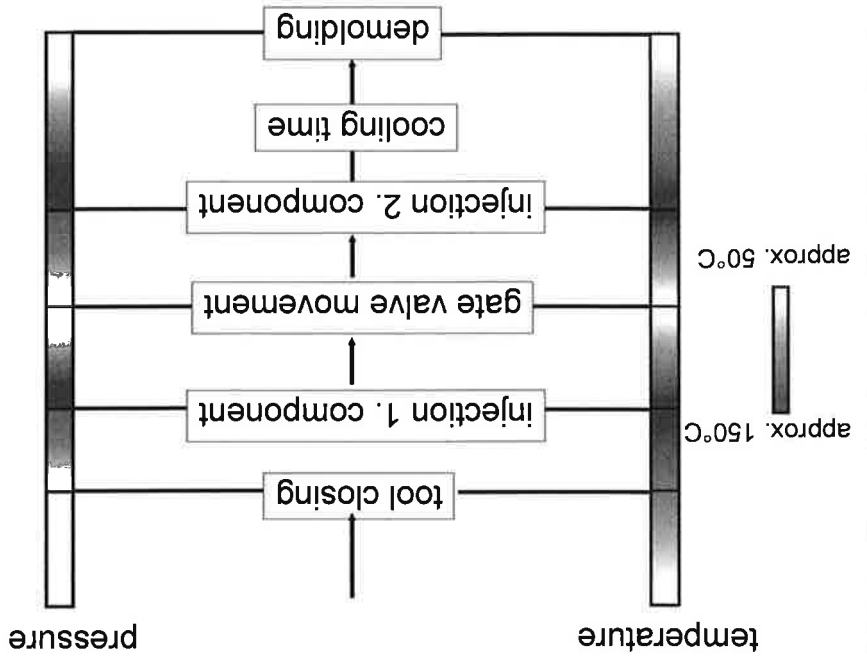 temperature
pressure
tool closing
approx. 150°C
injection 1. component
gate valve movement
approx. 50°C
injection 2. component
cooling time
demolding